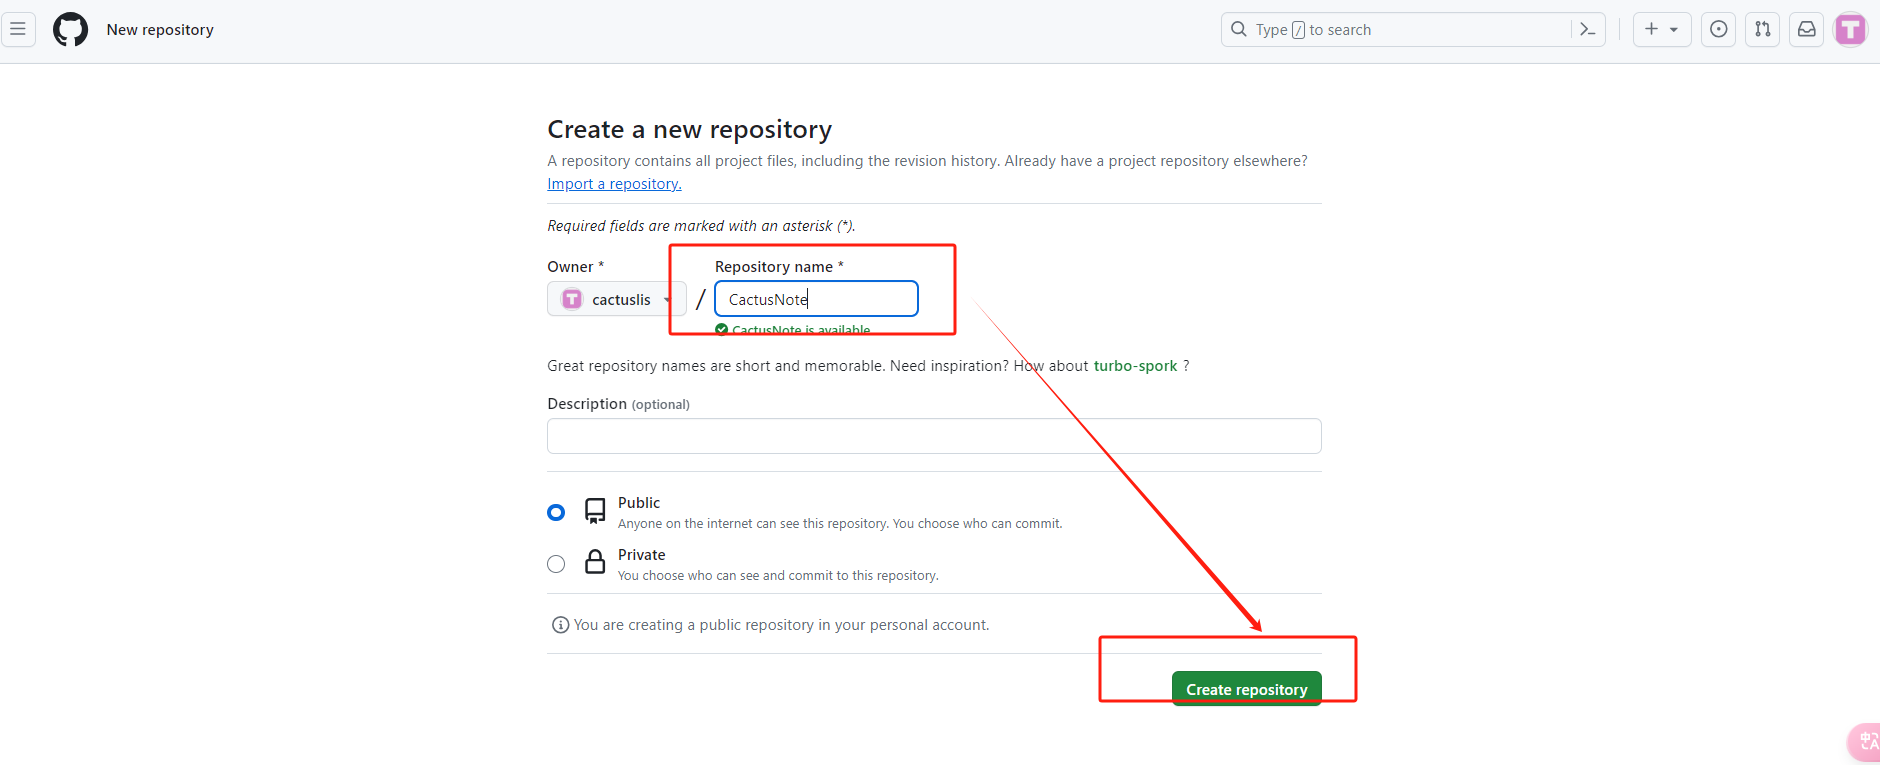 New repository
Type / to search
Create a new repository
A repository contains all project files, including the revision history. Already have a project repository elsewhere?
Import a repository.
Required fields are marked with an asterisk (*).
Owner *
Repository name *
T cactuslis
/
CactusNote
CactusNote is available.
Great repository names are short and memorable. Need inspiration? How about turbo-spork ?
Description (optional)
Public
Anyone on the internet can see this repository. You choose who can commit.
Private
You choose who can see and commit to this repository.
You are creating a public repository in your personal account.
Create repository
中A